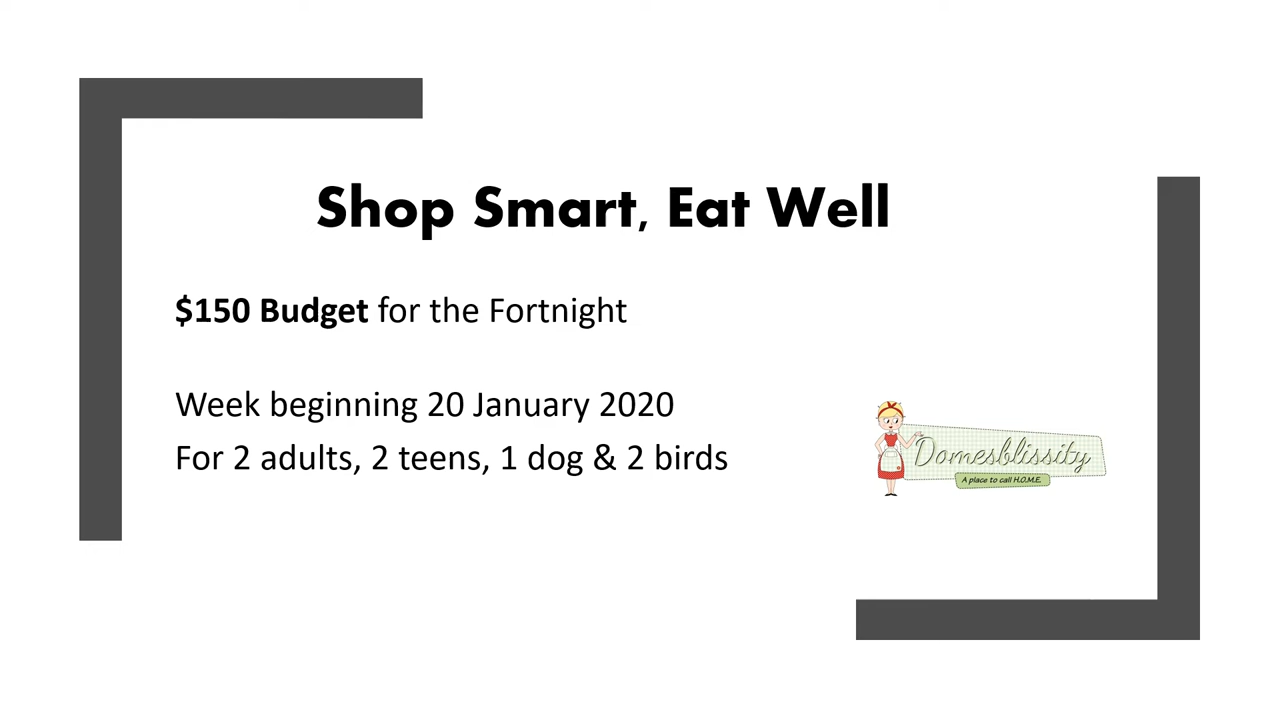 Shop Smart, Eat Well
$150 Budget for the Fortnight
Week beginning 20 January 2020
For 2 adults, 2 teens, 1 dog & 2 birds
Domesblissity
A place to call H.O.M.E.